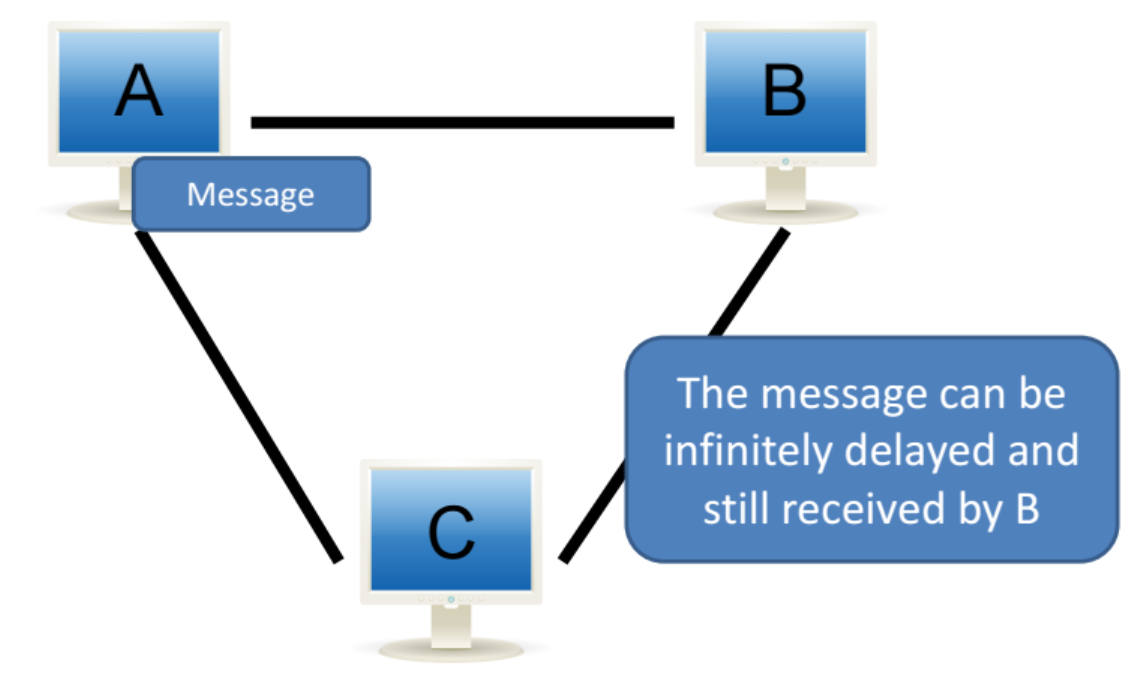 A
B
Message
The message can be
infinitely delayed and
still received by B
C